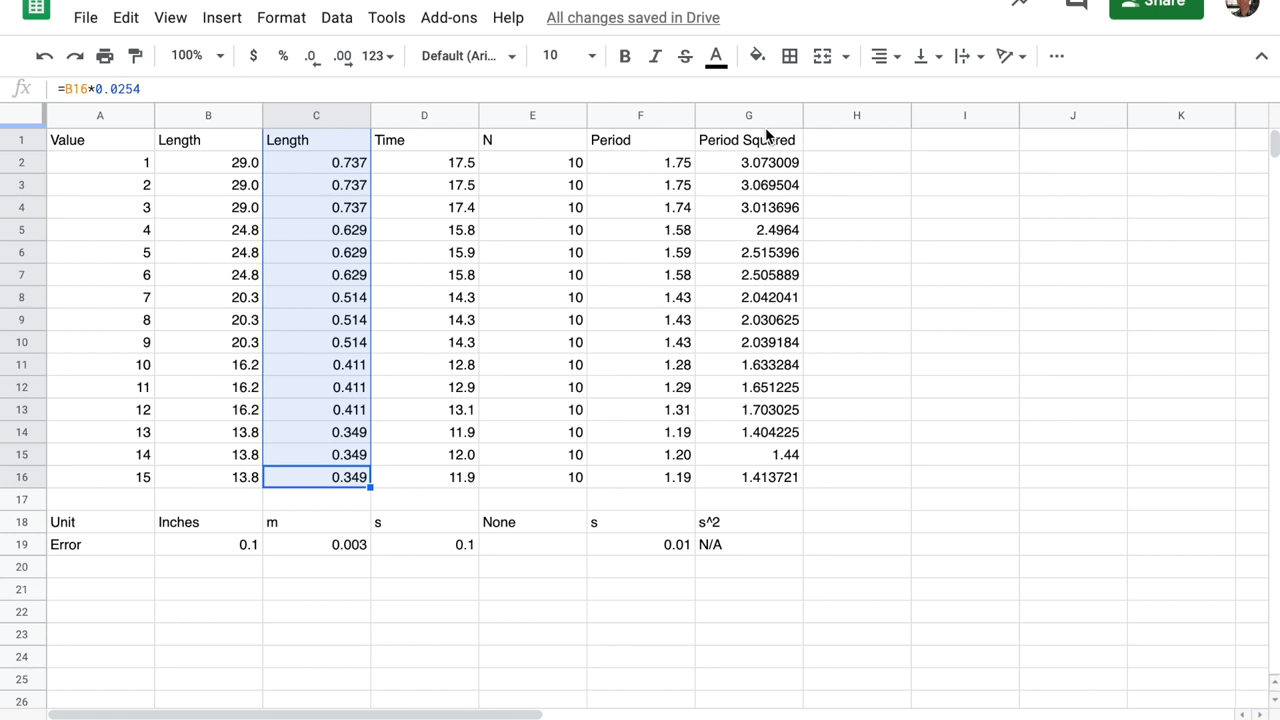 File Edit View Insert Format Data Tools Add-ons Help All changes saved in Drive Share
100% $ % .0 .00 123 Default (Ari... 10 B I S A ...
fx =B16*0.0254
A B C D E F G H I J K
1 Value Length Length Time N Period Period Squared
2 1 29.0 0.737 17.5 10 1.75 3.073009
3 2 29.0 0.737 17.5 10 1.75 3.069504
4 3 29.0 0.737 17.4 10 1.74 3.013696
5 4 24.8 0.629 15.8 10 1.58 2.4964
6 5 24.8 0.629 15.9 10 1.59 2.515396
7 6 24.8 0.629 15.8 10 1.58 2.505889
8 7 20.3 0.514 14.3 10 1.43 2.042041
9 8 20.3 0.514 14.3 10 1.43 2.030625
10 9 20.3 0.514 14.3 10 1.43 2.039184
11 10 16.2 0.411 12.8 10 1.28 1.633284
12 11 16.2 0.411 12.9 10 1.29 1.651225
13 12 16.2 0.411 13.1 10 1.31 1.703025
14 13 13.8 0.349 11.9 10 1.19 1.404225
15 14 13.8 0.349 12.0 10 1.20 1.44
16 15 13.8 0.349 11.9 10 1.19 1.413721
17
18 Unit Inches m s None s s^2
19 Error 0.1 0.003 0.1 0.01 N/A
20
21
22
23
24
25
26